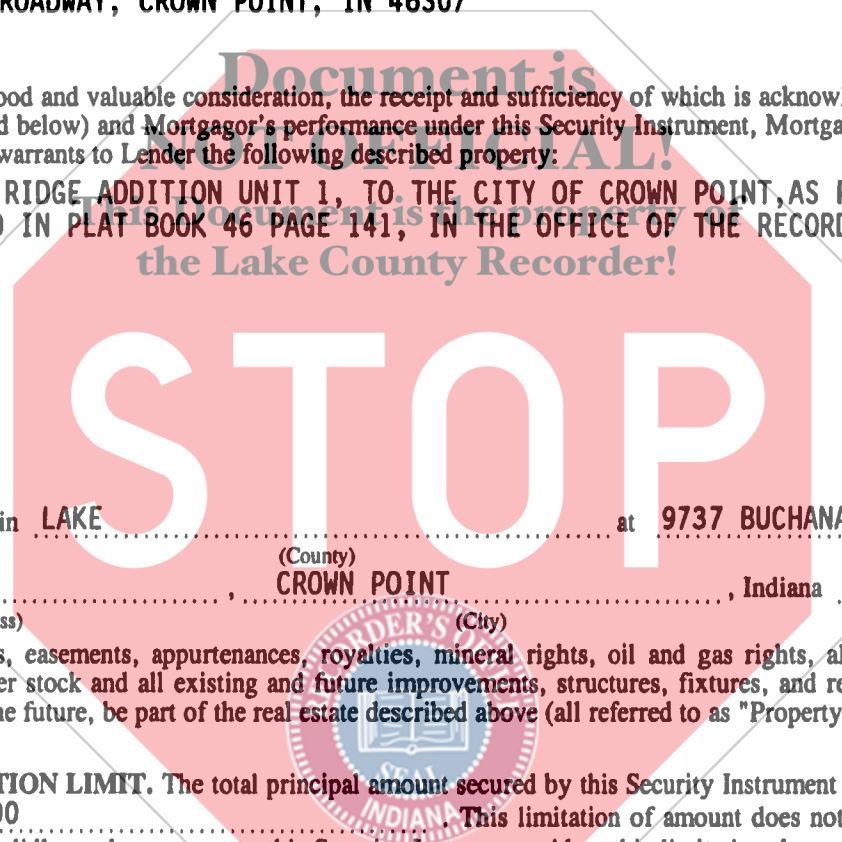 ROADWAY, CROWN POINT, IN 46307
Document is
ood and valuable consideration, the receipt and sufficiency of which is acknowl
d below) and Mortgagor's performance under this Security Instrument, Mortga
NOT OFFICIAL!
warrants to Lender the following described property:
RIDGE ADDITION UNIT 1, TO THE CITY OF CROWN POINT, AS
This Document is the property of
IN PLAT BOOK 46 PAGE 141, IN THE OFFICE OF THE RECORD
the Lake County Recorder!
STOP
in LAKE at 9737 BUCHANA
(County)
, CROWN POINT , Indiana
ss) (City)
s, easements, appurtenances, royalties, mineral rights, oil and gas rights, al
er stock and all existing and future improvements, structures, fixtures, and re
he future, be part of the real estate described above (all referred to as "Property
RECORDER'S OFFICE
SEAL
INDIANA
TION LIMIT. The total principal amount secured by this Security Instrument
00 . This limitation of amount does not